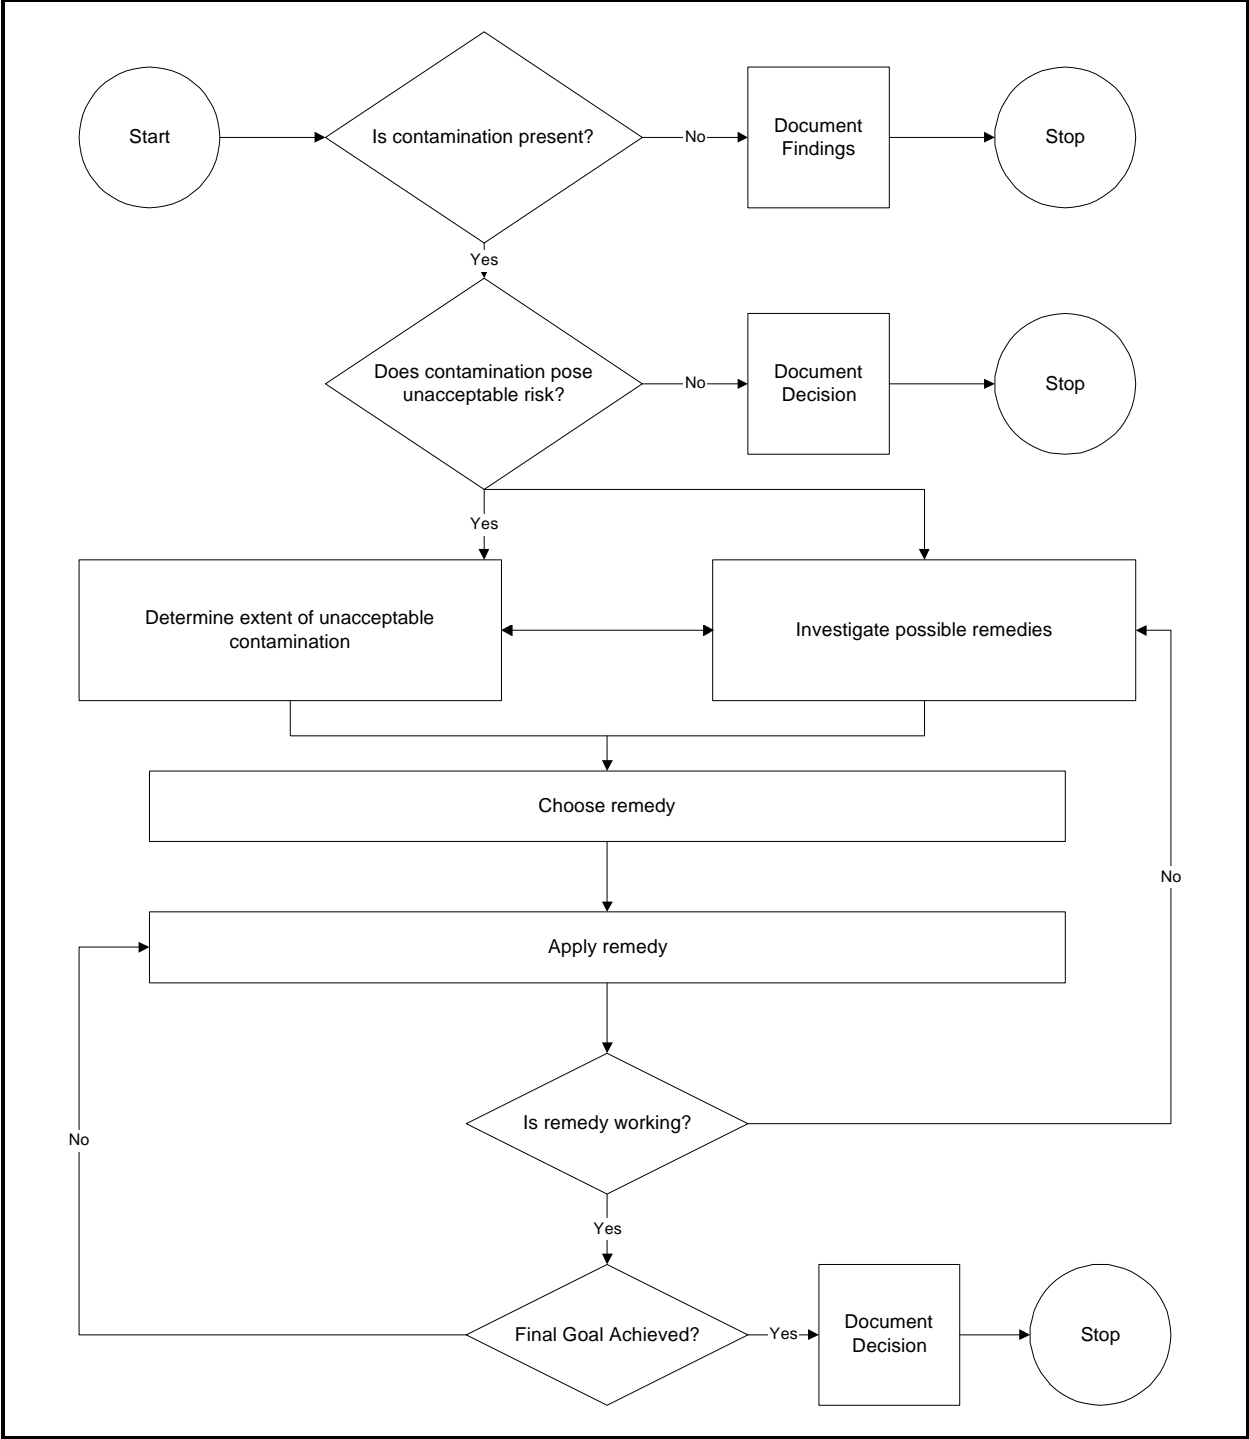 Start
Is contamination present?
No
Document
Findings
Stop
Yes
Does contamination pose
unacceptable risk?
No
Document
Decision
Stop
Yes
Determine extent of unacceptable
contamination
Investigate possible remedies
Choose remedy
No
Apply remedy
Is remedy working?
No
Yes
Final Goal Achieved?
Yes
Document
Decision
Stop